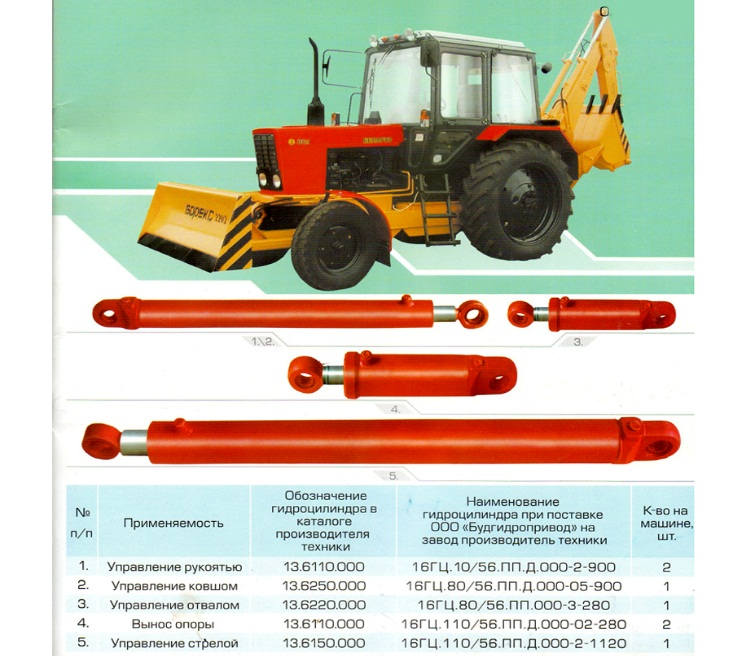 БОРЕКС
1.\2.
3.
4.
5.
№ п/п
Применяемость
Обозначение
гидроцилиндра в
каталоге
производителя
техники
Наименование
гидроцилиндра при поставке
ООО «Будгидропривод» на
завод производитель техники
К-во на
машине,
шт.
1. Управление рукоятью 13.6110.000 16ГЦ.10/56.ПП.Д.000-2-900 2
2. Управление ковшом 13.6250.000 16ГЦ.80/56.ПП.Д.000-05-900 1
3. Управление отвалом 13.6220.000 16ГЦ.80/56.ПП.000-3-280 1
4. Вынос опоры 13.6110.000 16ГЦ.110/56.ПП.Д.000-02-280 2
5. Управление стрелой 13.6150.000 16ГЦ.110/56.ПП.Д.000-2-1120 1